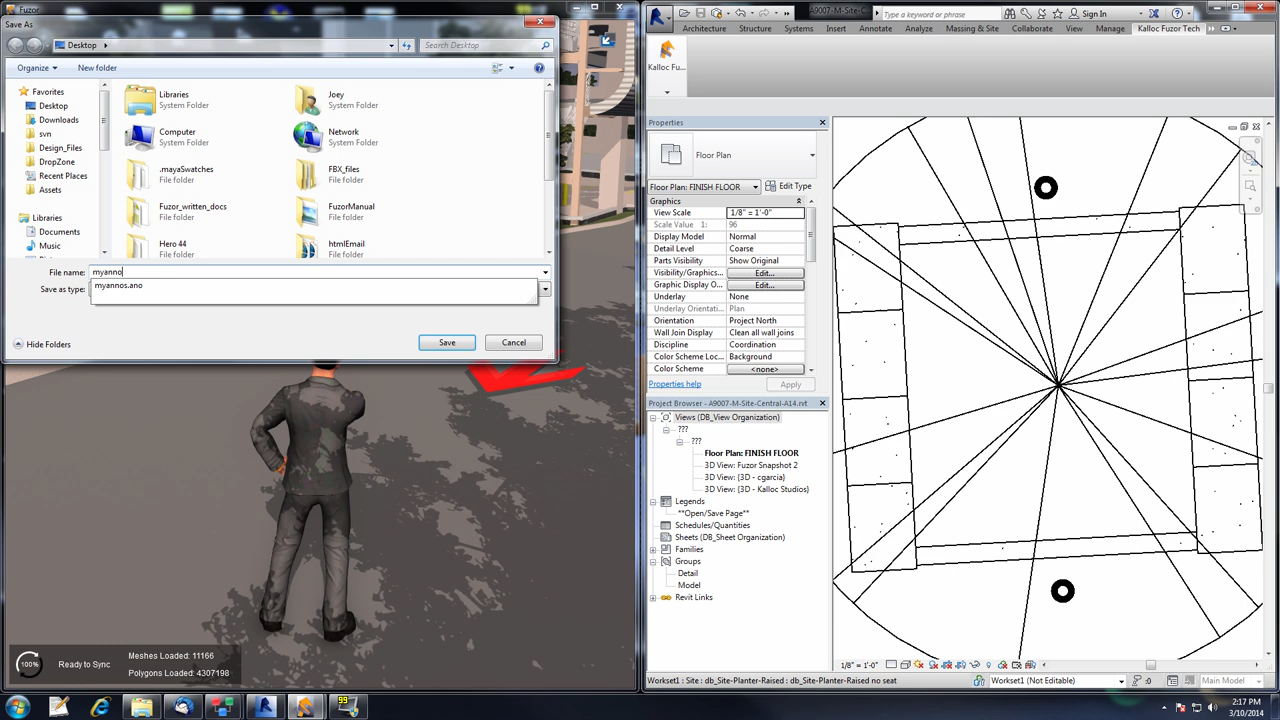 Fuzor
Save As
Desktop
Search Desktop
Organize
New folder
Favorites
Desktop
Downloads
svn
Design_Files
DropZone
Recent Places
Assets
Libraries
Documents
Music
Libraries
System Folder
Joey
System Folder
Computer
System Folder
Network
System Folder
.mayaSwatches
File folder
FBX_files
File folder
Fuzor_written_docs
File folder
FuzorManual
File folder
Hero 44
htmlEmail
File folder
File folder
File name: myanno
Save as type:
myannos.ano
Hide Folders
Save
Cancel
100%
Ready to Sync
Meshes Loaded: 11166
Polygons Loaded: 4307198
A9007-M-Site-C
Type a keyword or phrase
Sign In
Architecture
Structure
Systems
Insert
Annotate
Analyze
Massing & Site
Collaborate
View
Manage
Kalloc Fuzor Tech
Kalloc Fu...
Properties
Floor Plan
Floor Plan: FINISH FLOOR
Edit Type
Graphics
View Scale 1/8" = 1'-0"
Scale Value 1: 96
Display Model Normal
Detail Level Coarse
Parts Visibility Show Original
Visibility/Graphics... Edit...
Graphic Display O... Edit...
Underlay None
Underlay Orientati... Plan
Orientation Project North
Wall Join Display Clean all wall joins
Discipline Coordination
Color Scheme Loc... Background
Color Scheme <none>
Properties help
Apply
Project Browser - A9007-M-Site-Central-A14.rvt
Views (DB_View Organization)
???
???
Floor Plan: FINISH FLOOR
3D View: Fuzor Snapshot 2
3D View: {3D - cgarcia}
3D View: {3D - Kalloc Studios}
Legends
**Open/Save Page**
Schedules/Quantities
Sheets (DB_Sheet Organization)
Families
Groups
Detail
Model
Revit Links
1/8" = 1'-0"
Workset1 : Site : db_Site-Planter-Raised : db_Site-Planter-Raised no seat
Workset1 (Not Editable)
:0
Main Model
99
2:17 PM
3/10/2014